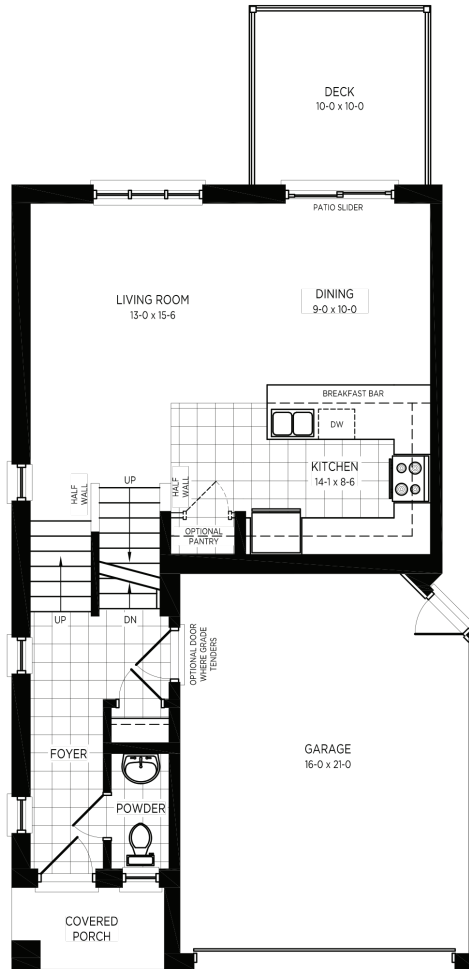 DECK
10-0 x 10-0
PATIO SLIDER
LIVING ROOM
13-0 x 15-6
DINING
9-0 x 10-0
BREAKFAST BAR
DW
KITCHEN
14-1 x 8-6
HALF
WALL
UP
HALF
WALL
OPTIONAL
PANTRY
UP
DN
OPTIONAL DOOR
WHERE GRADE
TENDERS
FOYER
GARAGE
16-0 x 21-0
POWDER
COVERED
PORCH